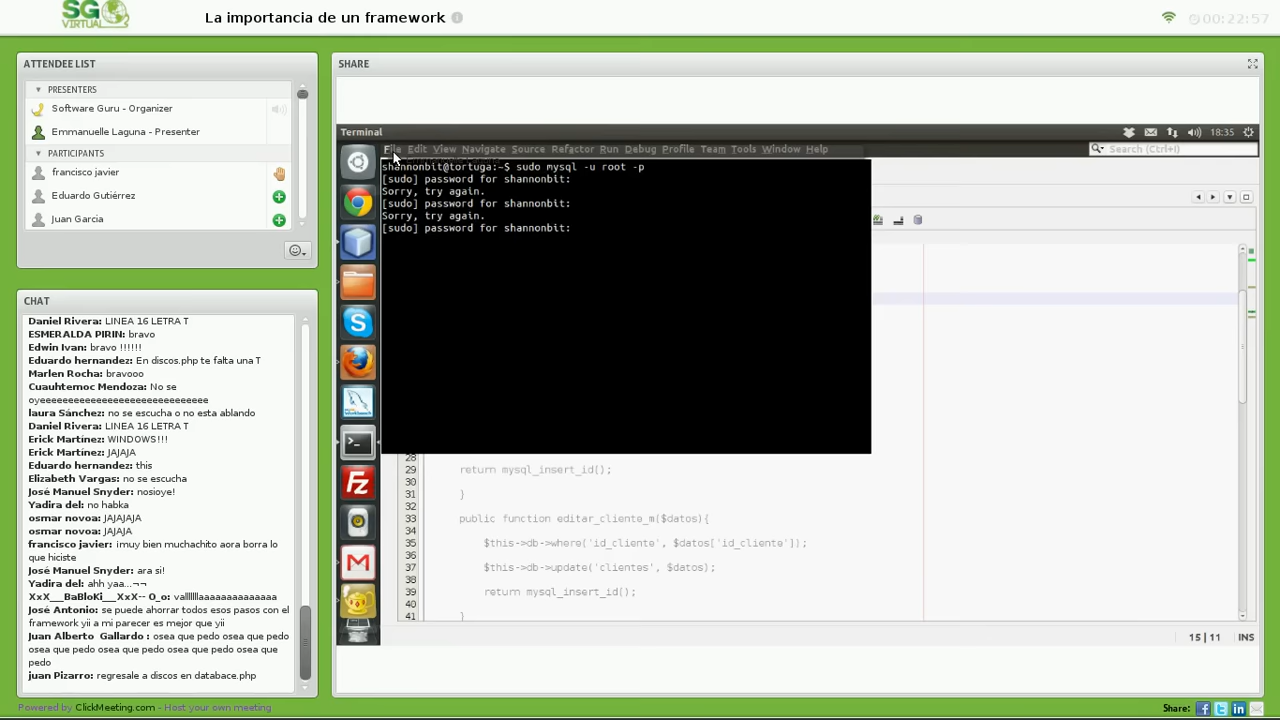 SG
VIRTUAL
La importancia de un framework
00:22:57
ATTENDEE LIST
PRESENTERS
Software Guru - Organizer
Emmanuelle Laguna - Presenter
PARTICIPANTS
francisco javier
Eduardo Gutiérrez
Juan Garcia
CHAT
Daniel Rivera: LINEA 16 LETRA T
ESMERALDA PIRIN: bravo
Edwin Ivan: bravo !!!!!!
Eduardo hernandez: En discos.php te falta una T
Marlen Rocha: bravooo
Cuauhtemoc Mendoza: No se
oyeeeeeeeeeeeeeeeeeeeeeeeeeeeee
laura Sánchez: no se escucha o no esta ablando
Daniel Rivera: LINEA 16 LETRA T
Erick Martínez: WINDOWS!!!
Erick Martínez: JAJAJA
Eduardo hernandez: this
Elizabeth Vargas: no se escucha
José Manuel Snyder: nosioye!
Yadira del: no habka
osmar novoa: JAJAJAJA
osmar novoa: JAJAJA
francisco javier: ¡muy bien muchachito aora borra lo
que hiciste
José Manuel Snyder: ara si!
Yadira del: ahh yaa...¬¬
XxX___BaBloKi___XxX-- O_o: vallllllaaaaaaaaaaaaaa
José Antonio: se puede ahorrar todos esos pasos con el
framework yii a mi parecer es mejor que yii
Juan Alberto Gallardo : osea que pedo osea que pedo
osea que pedo osea que pedo osea que pedo osea que
pedo
juan Pizarro: regresale a discos en databace.php
Powered by ClickMeeting.com - Host your own meeting
SHARE
Terminal
18:35
File Edit View Navigate Source Refactor Run Debug Profile Team Tools Window Help
Search (Ctrl+I)
shannonbit@tortuga:~$ sudo mysql -u root -p
[sudo] password for shannonbit:
Sorry, try again.
[sudo] password for shannonbit:
Sorry, try again.
[sudo] password for shannonbit:
28
29 return mysql_insert_id();
30
31 }
32
33 public function editar_cliente_m($datos){
34
35 $this->db->where('id_cliente', $datos['id_cliente']);
36
37 $this->db->update('clientes', $datos);
38
39 return mysql_insert_id();
40
41 }
15 | 11 INS
Share: